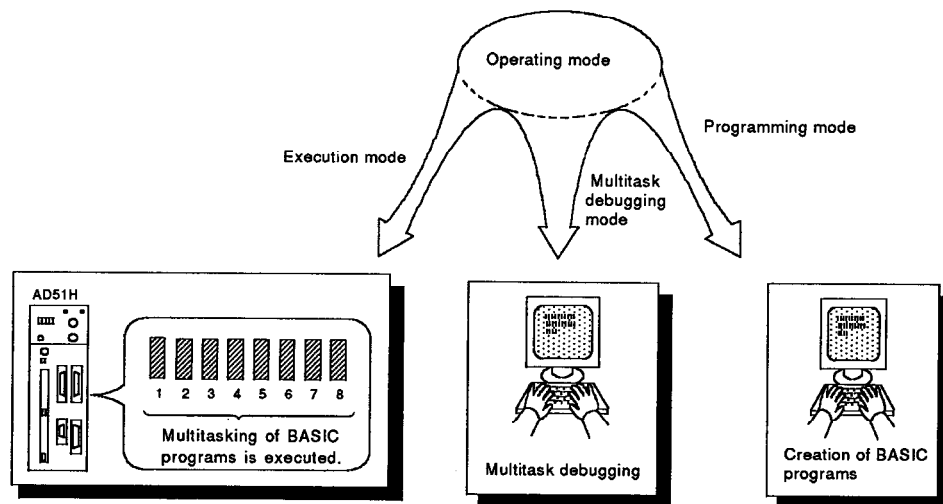 Operating mode
Programming mode
Execution mode
Multitask
debugging
mode
AD51H
1 2 3 4 5 6 7 8
Multitasking of BASIC
programs is executed.
Multitask debugging
Creation of BASIC
programs